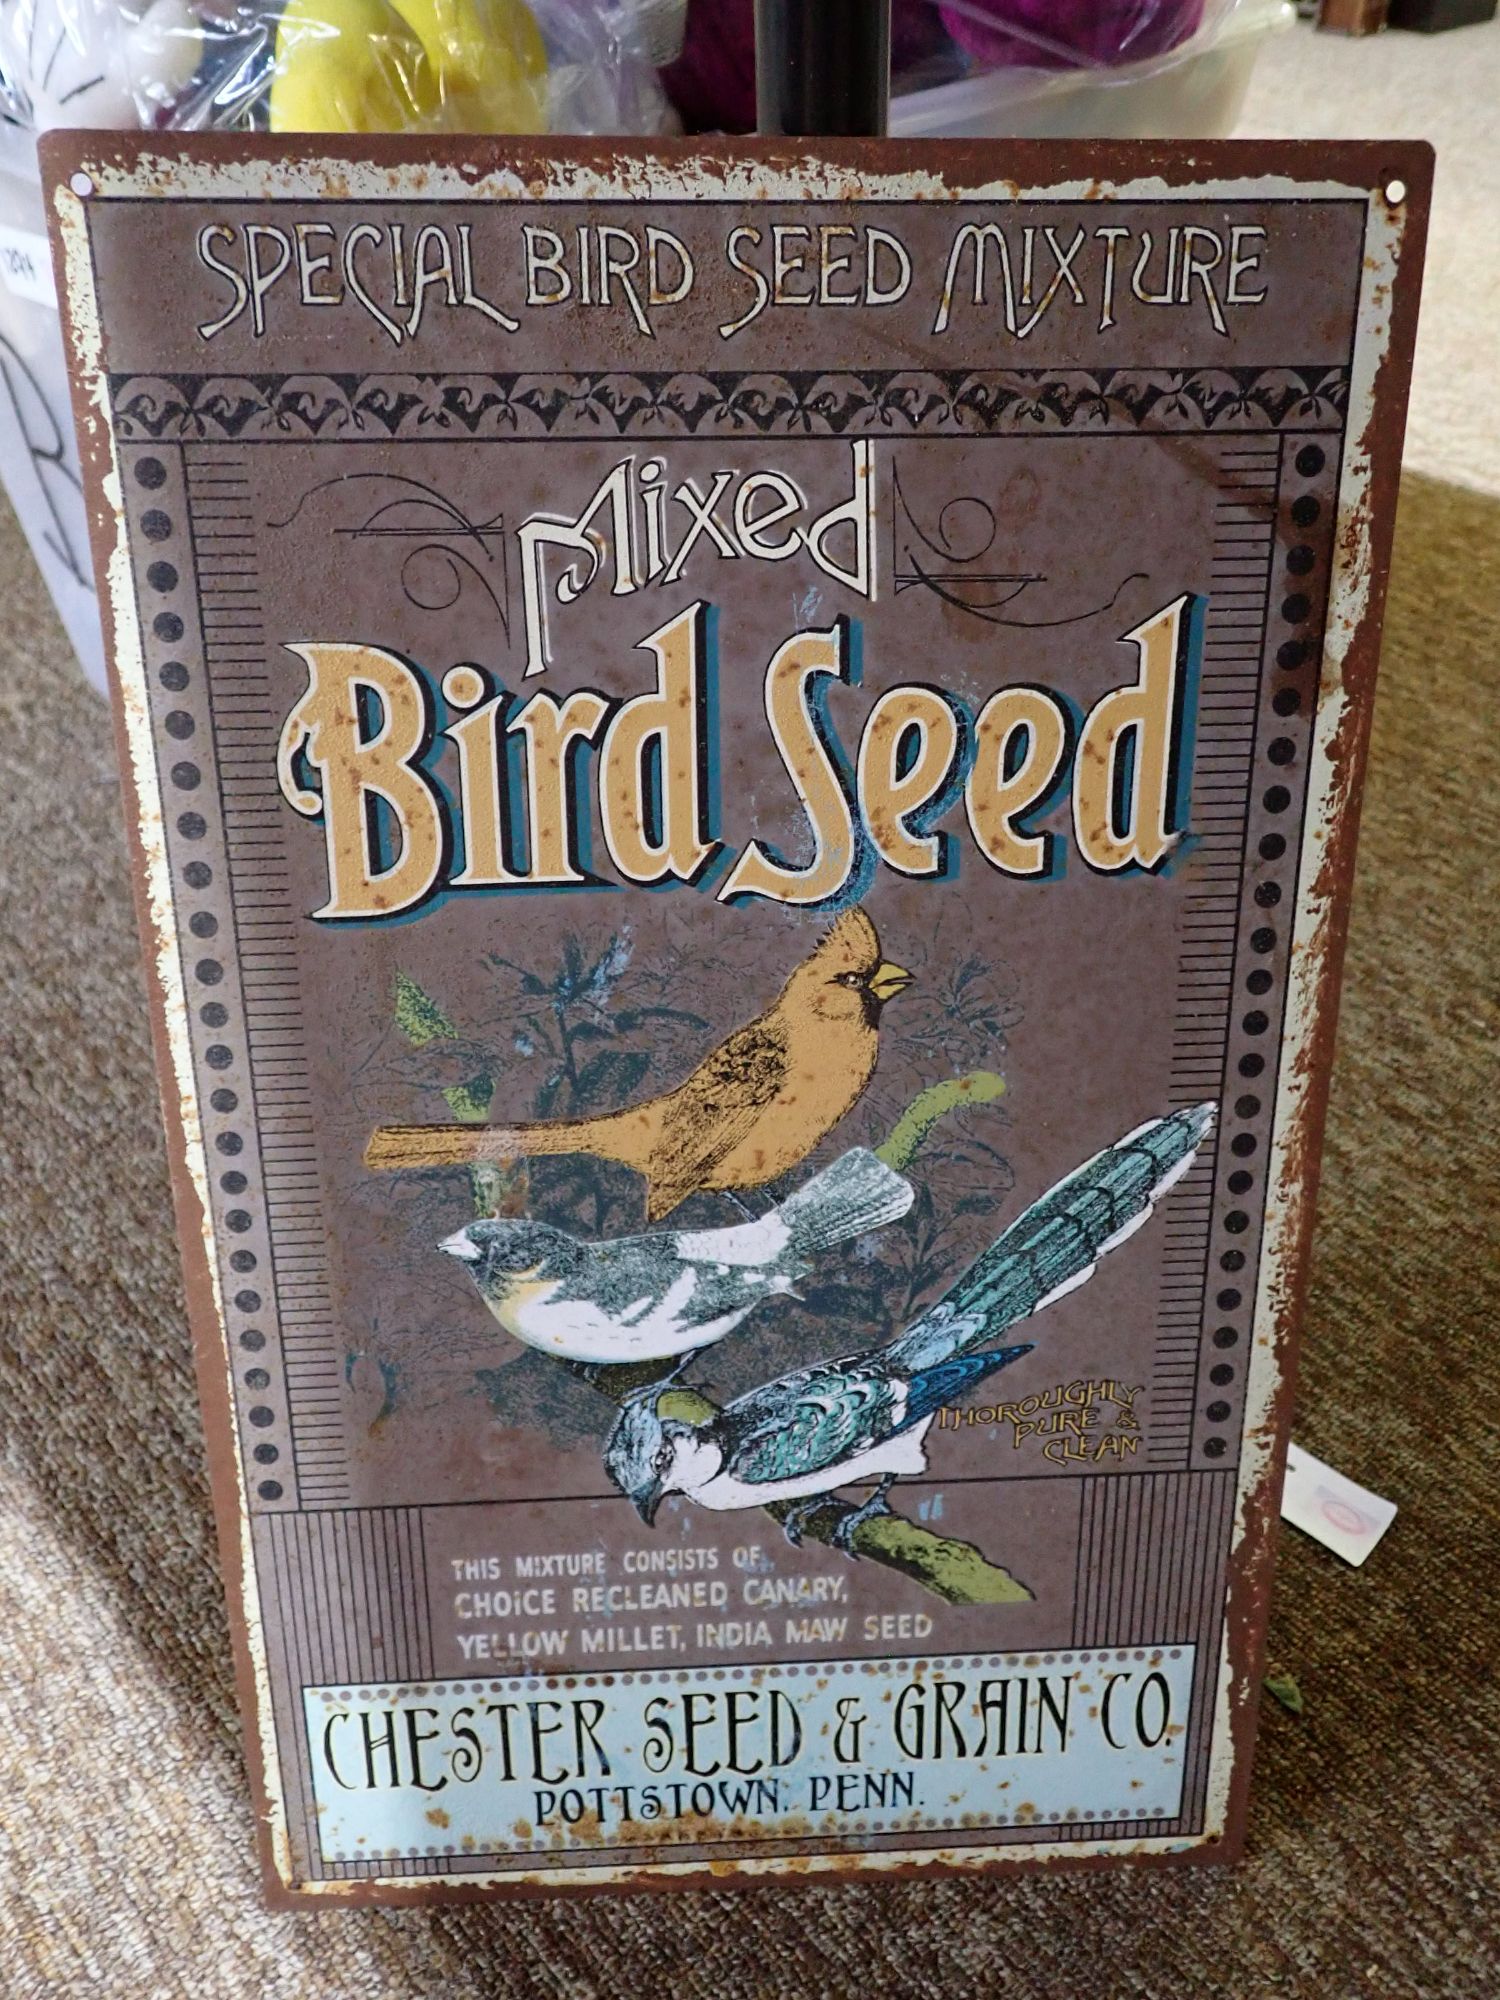 SPECIAL BIRD SEED MIXTURE
Mixed
Bird Seed
THOROUGHLY
PURE &
CLEAN
THIS MIXTURE CONSISTS OF
CHOICE RECLEANED CANARY,
YELLOW MILLET, INDIA MAW SEED
CHESTER SEED & GRAIN CO.
POTTSTOWN. PENN.